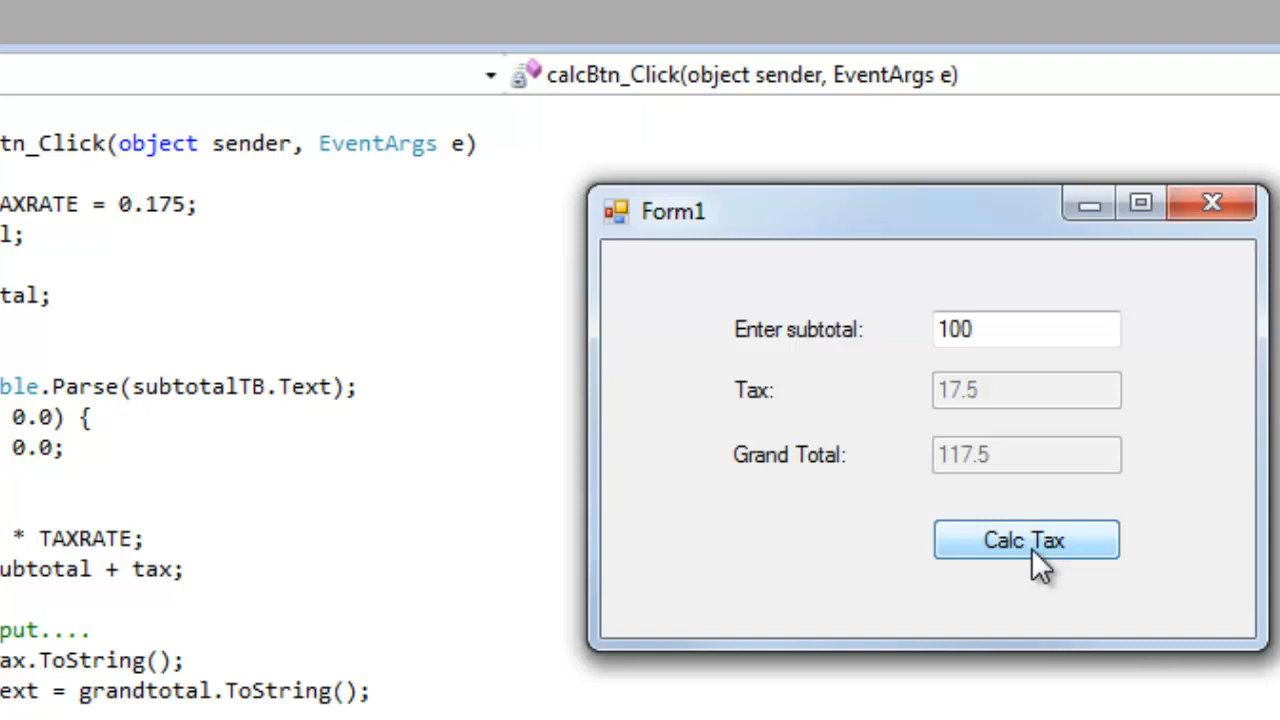 calcBtn_Click(object sender, EventArgs e)
tn_Click(object sender, EventArgs e)
AXRATE = 0.175;
l;
tal;
ble.Parse(subtotalTB.Text);
0.0) {
0.0;
* TAXRATE;
ubtotal + tax;
put....
ax.ToString();
ext = grandtotal.ToString();
Form1
Enter subtotal: 100
Tax: 17.5
Grand Total: 117.5
Calc Tax